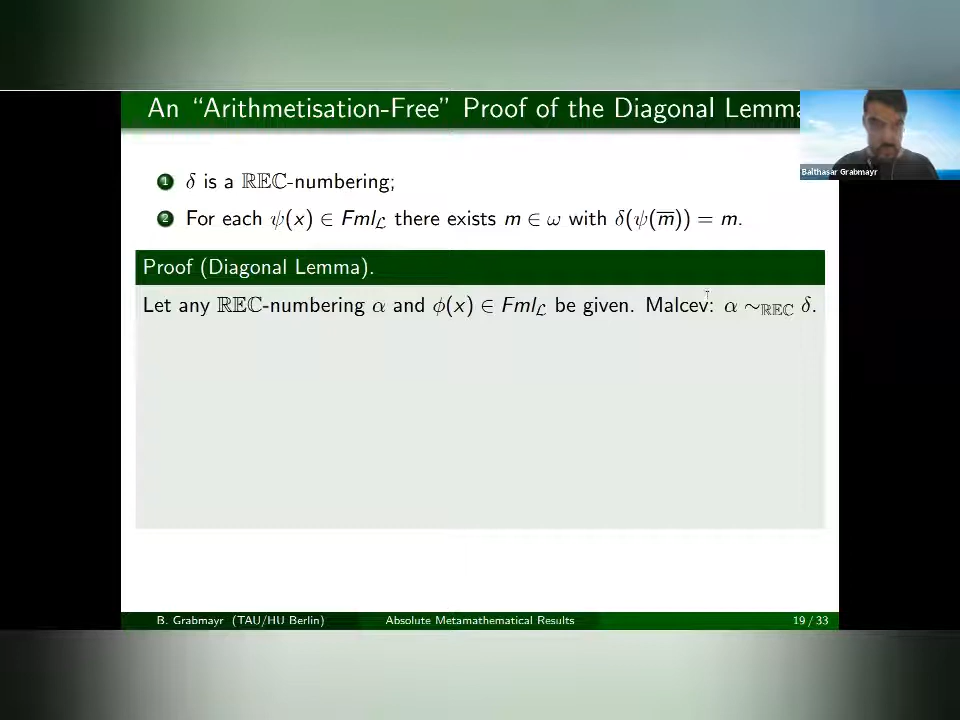 An “Arithmetisation-Free” Proof of the Diagonal Lemma
Balthasar Grabmayr
1 δ is a ℝ𝔼ℂ-numbering;
2 For each ψ(x) ∈ Fml_ℒ there exists m ∈ ω with δ(ψ(m̅)) = m.
Proof (Diagonal Lemma).
Let any ℝ𝔼ℂ-numbering α and ϕ(x) ∈ Fml_ℒ be given. Malcev: α ∼_ℝ𝔼ℂ δ.
B. Grabmayr (TAU/HU Berlin) Absolute Metamathematical Results 19 / 33